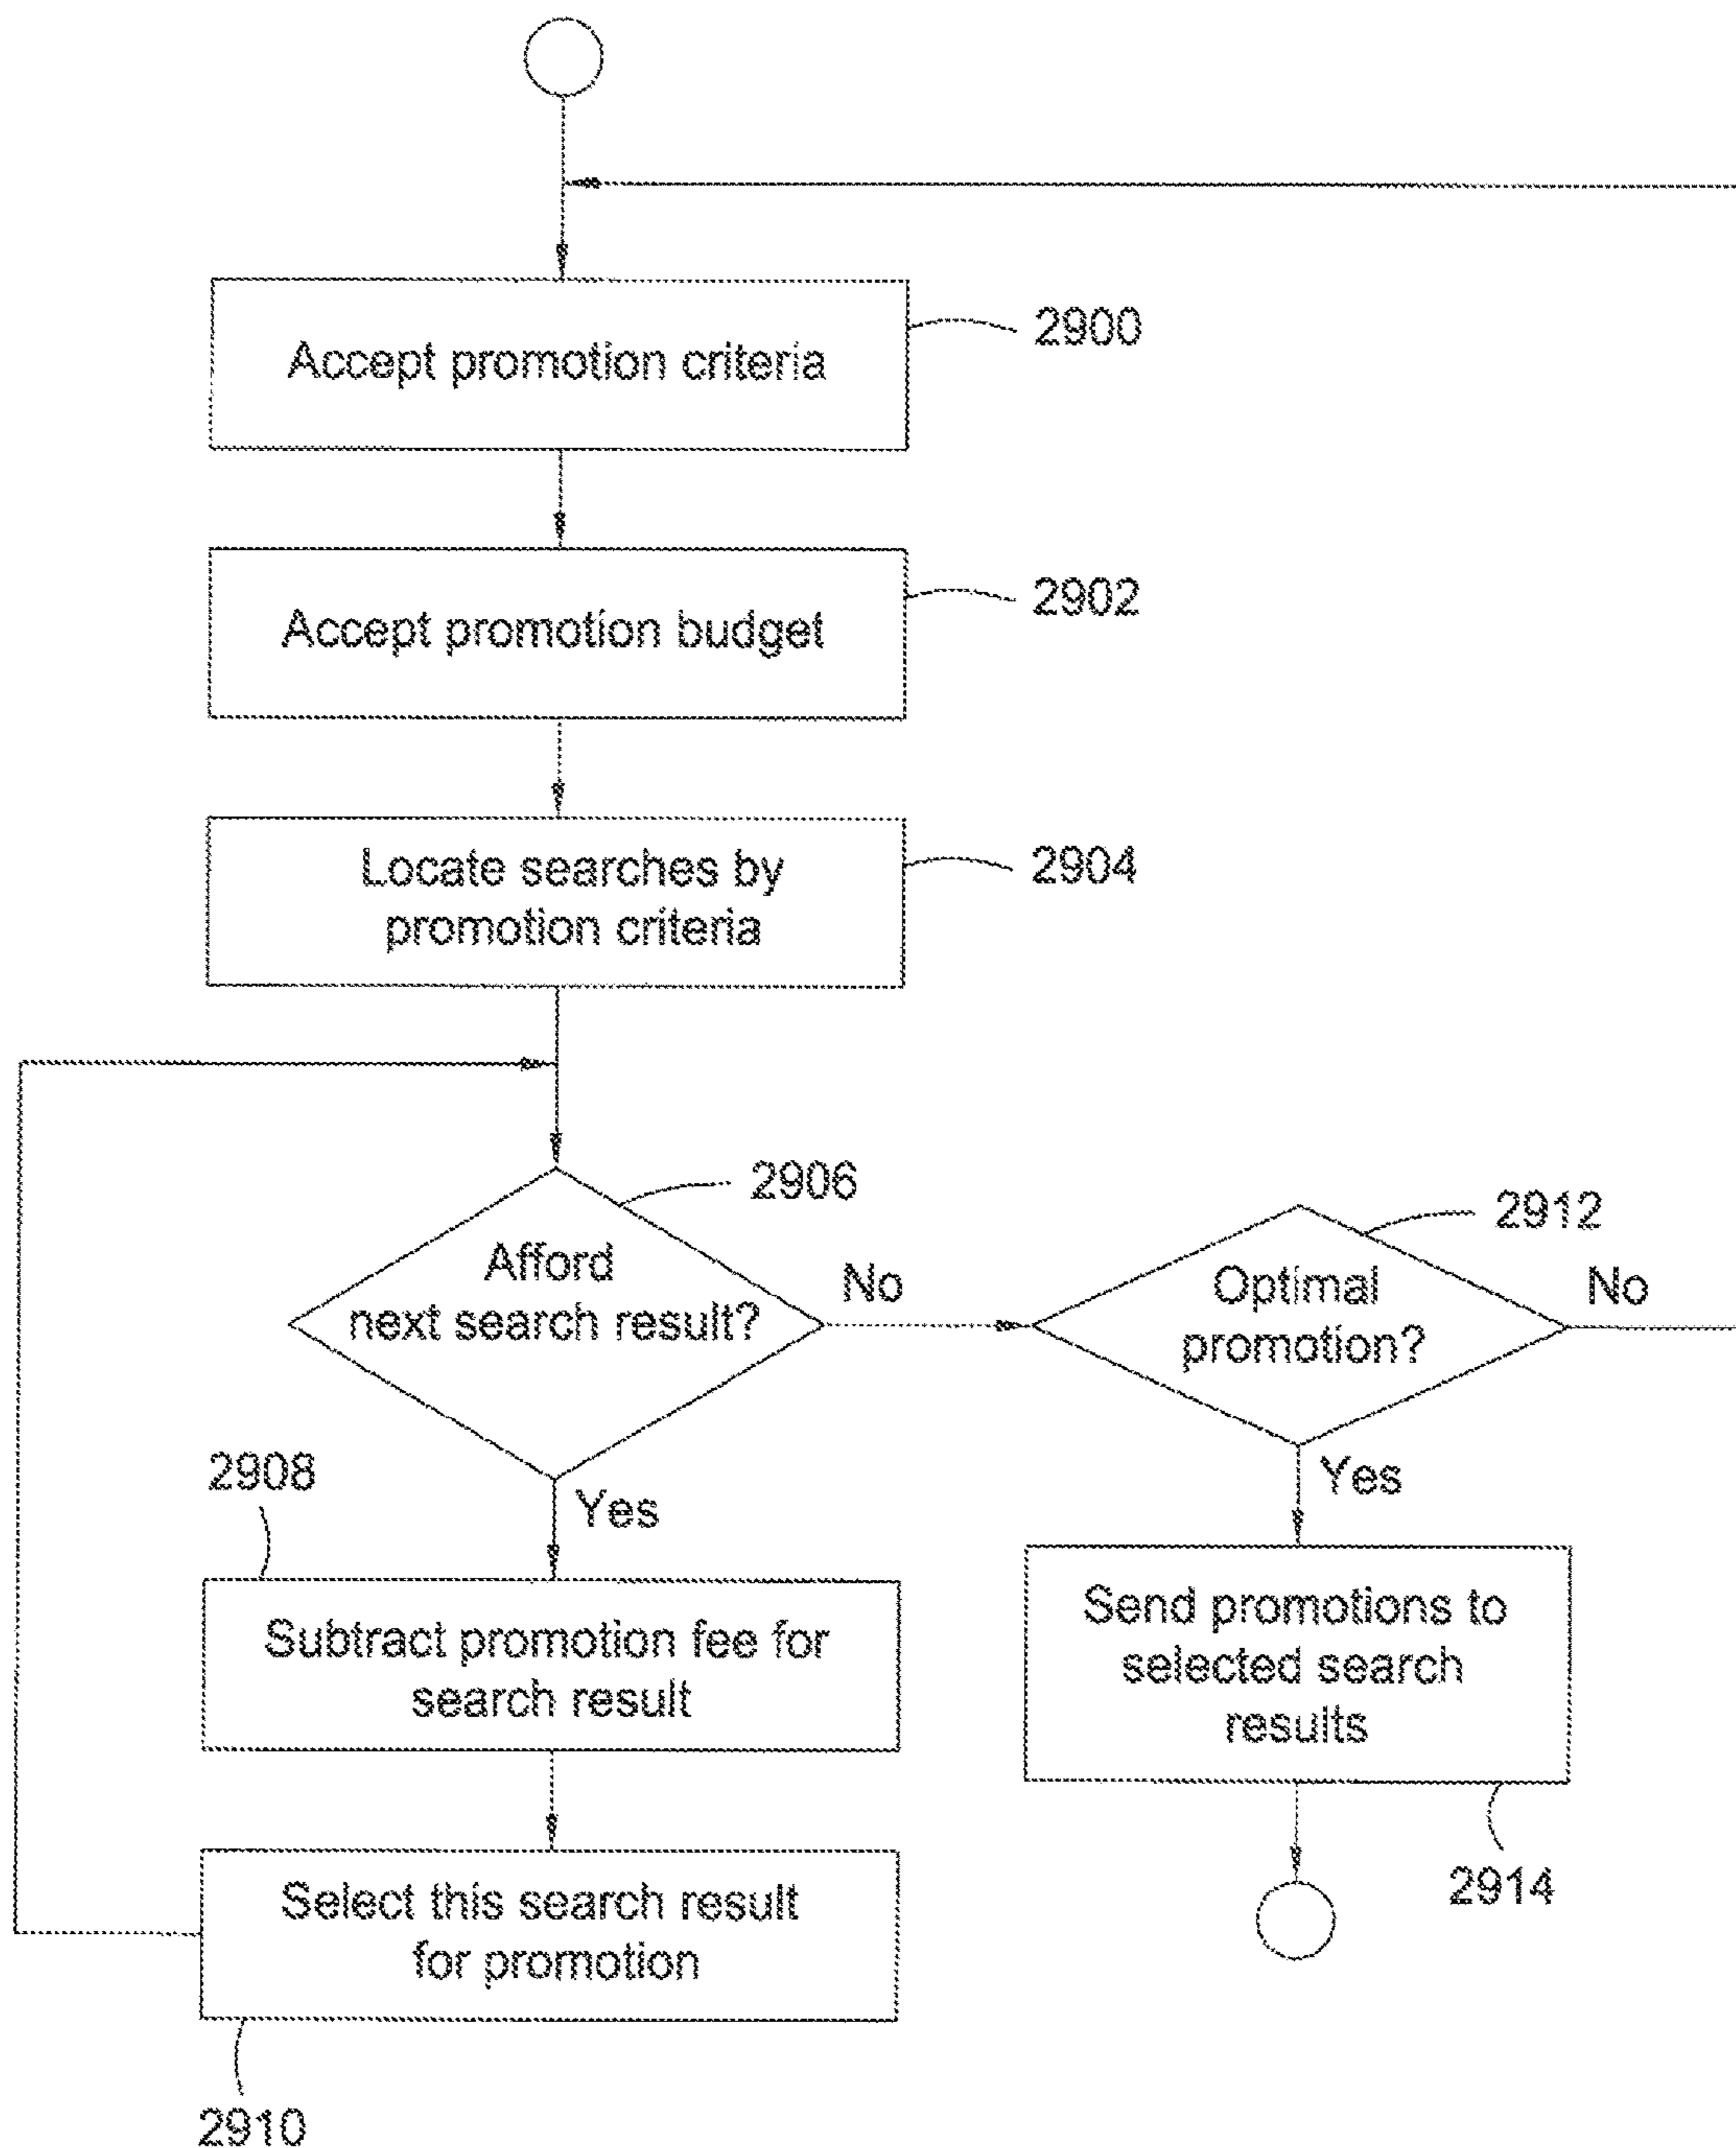 Accept promotion criteria
2900
Accept promotion budget
2902
Locate searches by
promotion criteria
2904
Afford
next search result?
2906
No
Optimal
promotion?
2912
No
Yes
2908
Subtract promotion fee for
search result
Yes
Send promotions to
selected search
results
2914
Select this search result
for promotion
2910